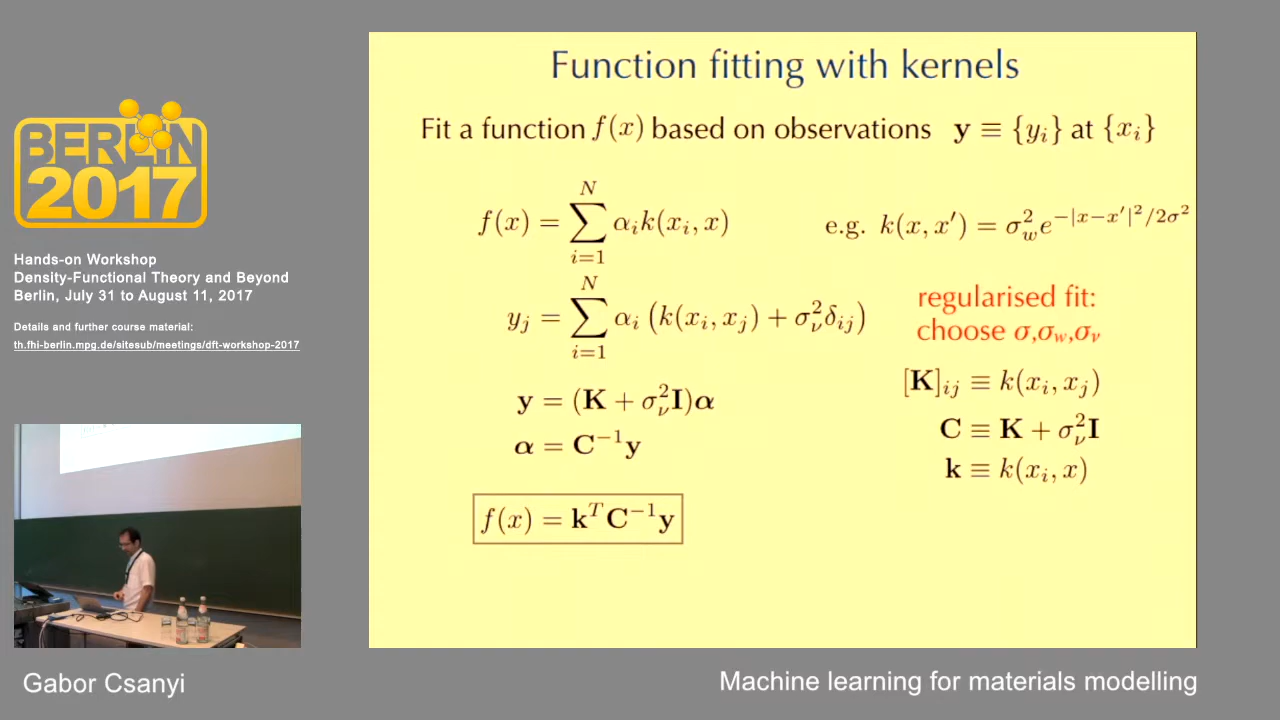 BERLIN
2017
Hands-on Workshop
Density-Functional Theory and Beyond
Berlin, July 31 to August 11, 2017
Details and further course material:
th.fhi-berlin.mpg.de/sitesub/meetings/dft-workshop-2017
Function fitting with kernels
Fit a function f(x) based on observations y ≡ {y_i} at {x_i}
f(x) = ∑_{i=1}^{N} α_i k(x_i, x)
e.g. k(x, x′) = σ_w^2 e^{−|x−x′|^2/2σ^2}
y_j = ∑_{i=1}^{N} α_i (k(x_i, x_j) + σ_ν^2 δ_{ij})
regularised fit:
choose σ,σ_w,σ_ν
y = (K + σ_ν^2 I)α
α = C^{−1}y
[K]_{ij} ≡ k(x_i, x_j)
C ≡ K + σ_ν^2 I
k ≡ k(x_i, x)
f(x) = k^T C^{−1} y
Gabor Csanyi
Machine learning for materials modelling